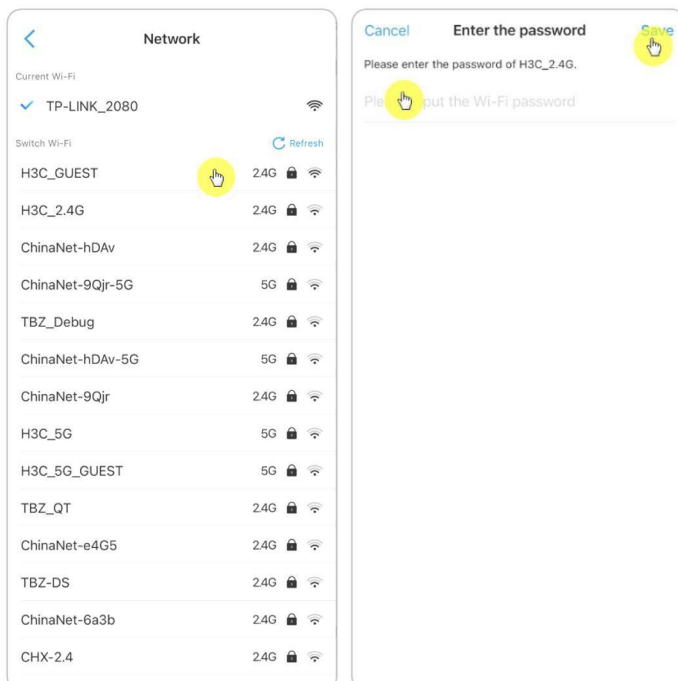 Network
Current Wi-Fi
TP-LINK_2080
Switch Wi-Fi Refresh
H3C_GUEST 2.4G
H3C_2.4G 2.4G
ChinaNet-hDAv 2.4G
ChinaNet-9Qjr-5G 5G
TBZ_Debug 2.4G
ChinaNet-hDAv-5G 5G
ChinaNet-9Qjr 2.4G
H3C_5G 5G
H3C_5G_GUEST 5G
TBZ_QT 2.4G
ChinaNet-e4G5 2.4G
TBZ-DS 2.4G
ChinaNet-6a3b 2.4G
CHX-2.4 2.4G
Cancel Enter the password Save
Please enter the password of H3C_2.4G.
Please input the Wi-Fi password